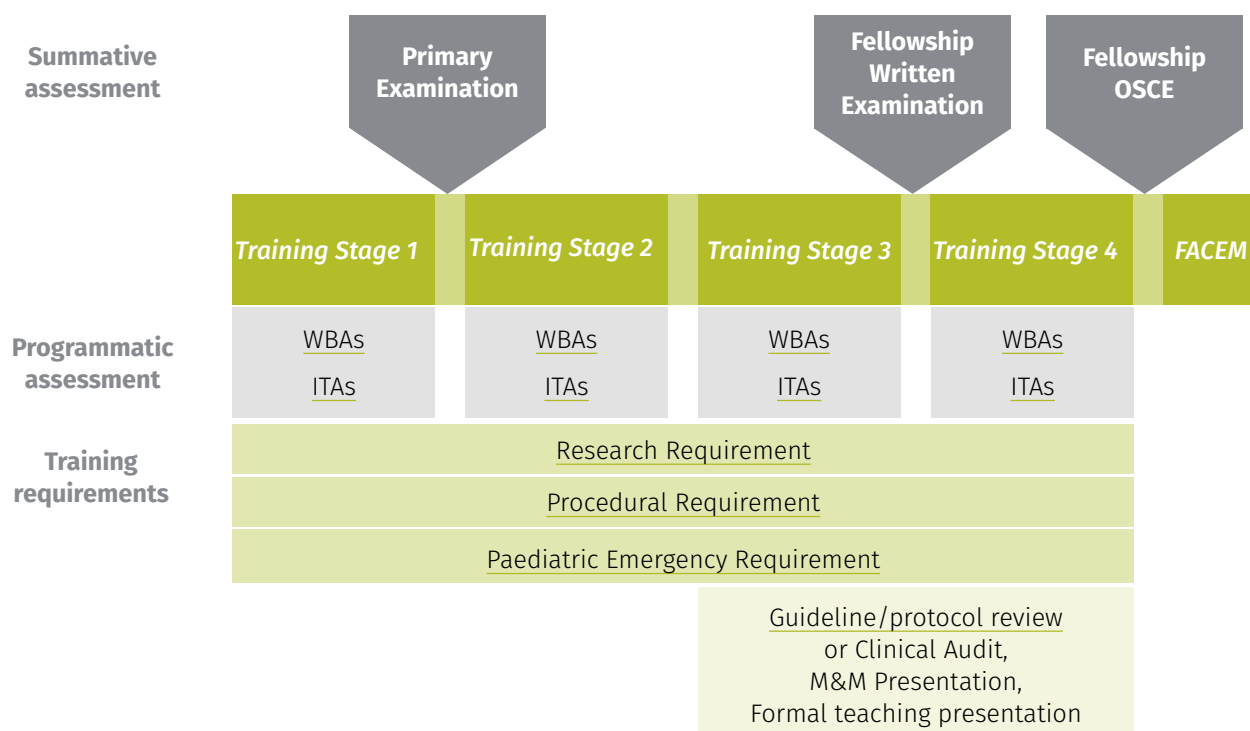 Summative
assessment
Primary
Examination
Fellowship
Written
Examination
Fellowship
OSCE
Training Stage 1
Training Stage 2
Training Stage 3
Training Stage 4
FACEM
Programmatic
assessment
WBAs
ITAs
WBAs
ITAs
WBAs
ITAs
WBAs
ITAs
Training
requirements
Research Requirement
Procedural Requirement
Paediatric Emergency Requirement
Guideline/protocol review
or Clinical Audit,
M&M Presentation,
Formal teaching presentation